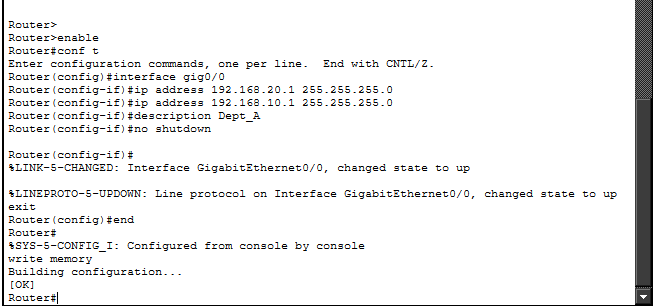 Router>
Router>enable
Router#conf t
Enter configuration commands, one per line.  End with CNTL/Z.
Router(config)#interface gig0/0
Router(config-if)#ip address 192.168.20.1 255.255.255.0
Router(config-if)#ip address 192.168.10.1 255.255.255.0
Router(config-if)#description Dept_A
Router(config-if)#no shutdown
Router(config-if)#
%LINK-5-CHANGED: Interface GigabitEthernet0/0, changed state to up
%LINEPROTO-5-UPDOWN: Line protocol on Interface GigabitEthernet0/0, changed state to up
exit
Router(config)#end
Router#
%SYS-5-CONFIG_I: Configured from console by console
write memory
Building configuration...
[OK]
Router#